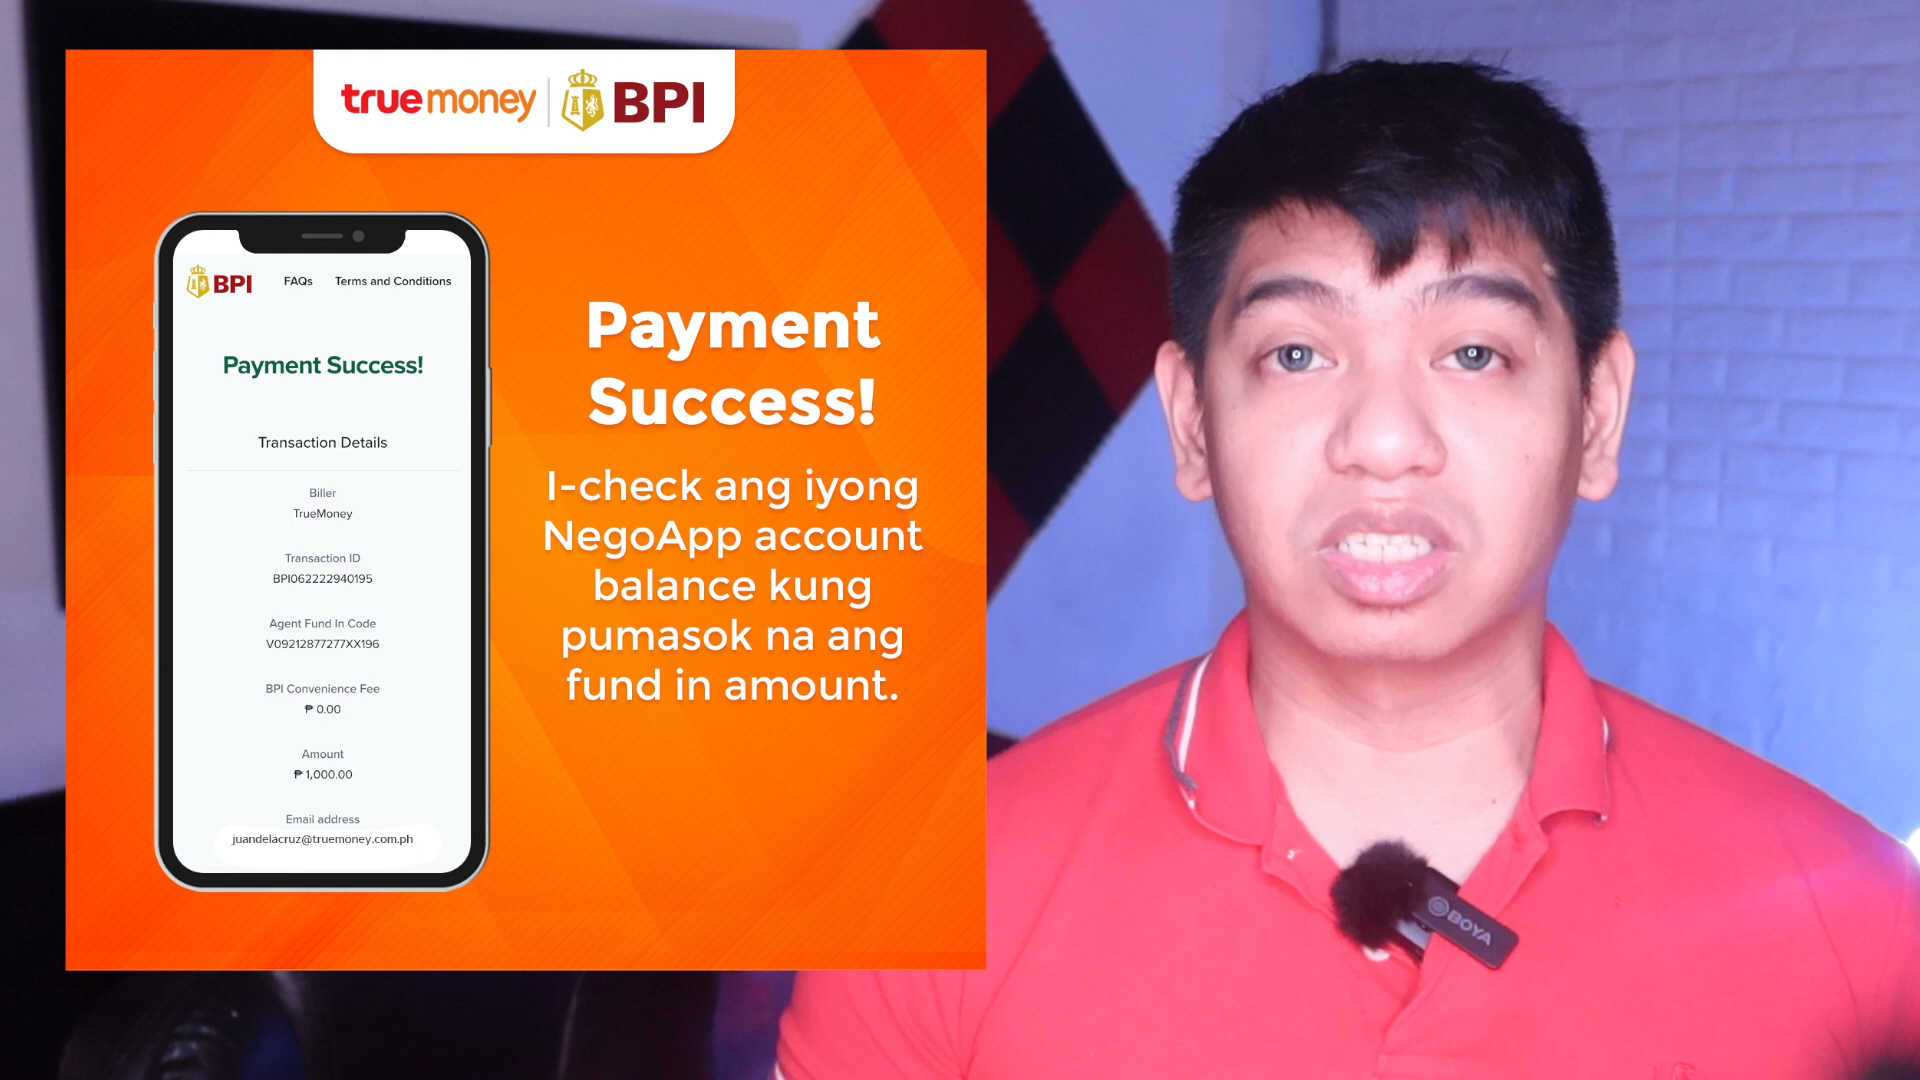 truemoney | BPI
BPI FAQs Terms and Conditions
Payment Success!
Transaction Details
Biller
TrueMoney
Transaction ID
BPI062222940195
Agent Fund In Code
V09212877277XX196
BPI Convenience Fee
₱ 0.00
Amount
₱ 1,000.00
Email address
juandelacruz@truemoney.com.ph
Payment
Success!
I-check ang iyong
NegoApp account
balance kung
pumasok na ang
fund in amount.
BOYA